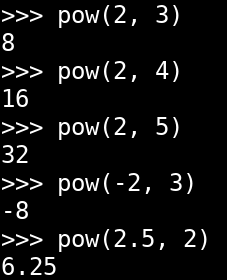 >>> pow(2, 3)
8
>>> pow(2, 4)
16
>>> pow(2, 5)
32
>>> pow(-2, 3)
-8
>>> pow(2.5, 2)
6.25